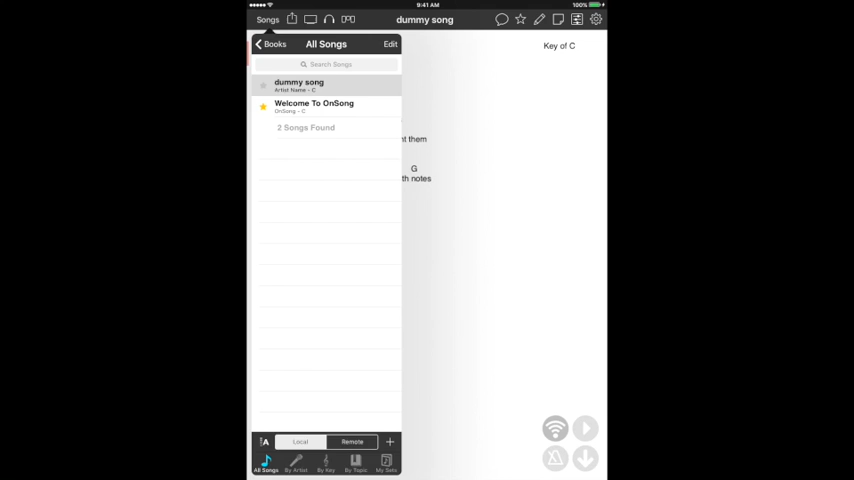 9:41 AM
100%
Songs
dummy song
Books
All Songs
Edit
Key of C
Search Songs
dummy song
Artist Name - C
Welcome To OnSong
OnSong - C
2 Songs Found
nt them
G
th notes
A
Local
Remote
+
All Songs
By Artist
By Key
By Topic
My Sets